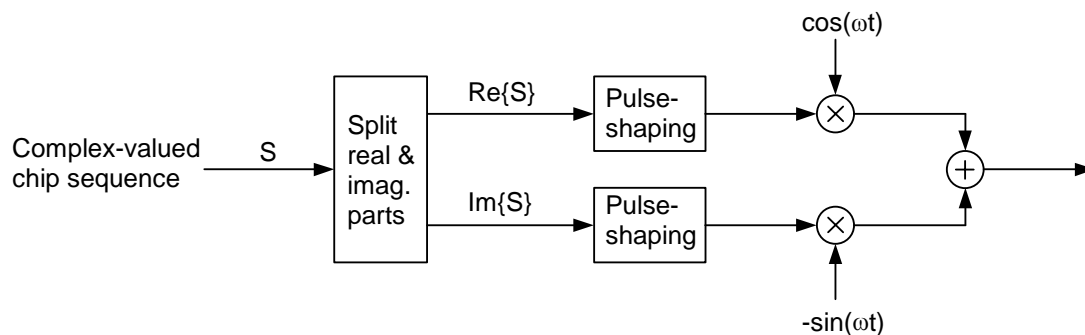 cos(ωt)
Complex-valued
chip sequence
S
Split
real &
imag.
parts
Re{S}
Pulse-
shaping
Im{S}
Pulse-
shaping
-sin(ωt)